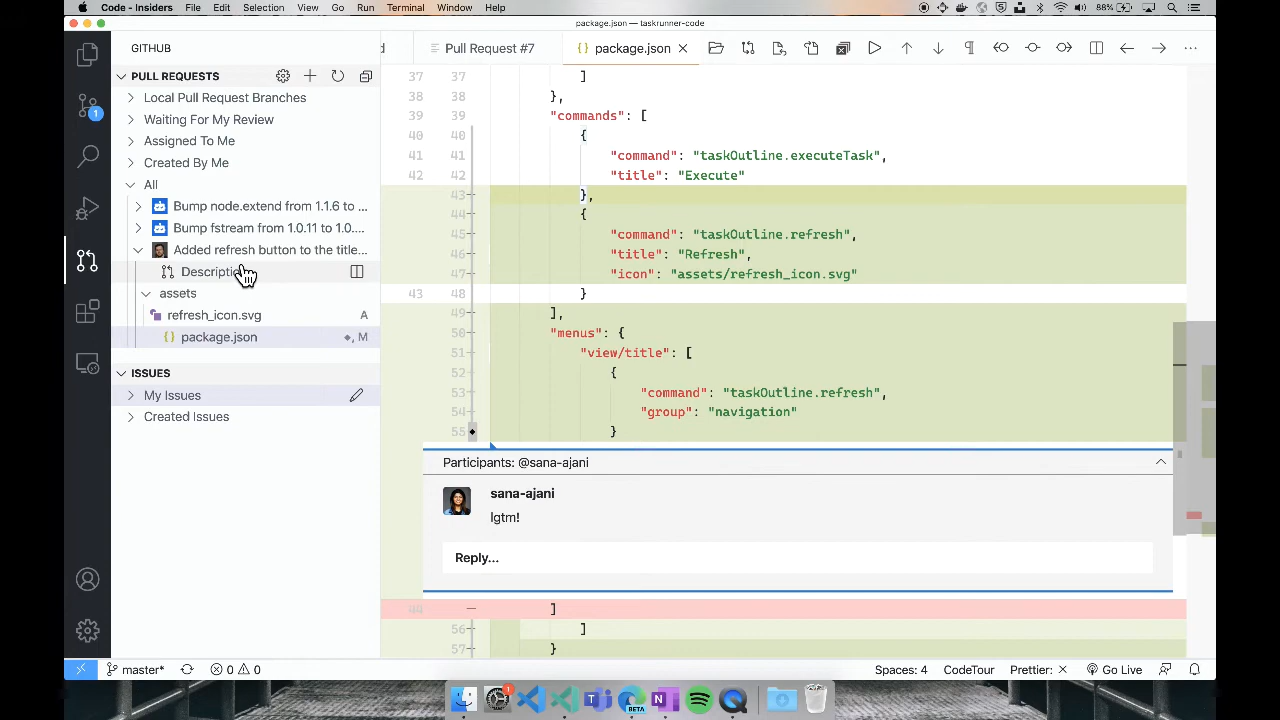 Code - Insiders File Edit Selection View Go Run Terminal Window Help 88%
package.json — taskrunner-code
GITHUB
d Pull Request #7 package.json
PULL REQUESTS
Local Pull Request Branches
Waiting For My Review
Assigned To Me
Created By Me
All
Bump node.extend from 1.1.6 to ...
Bump fstream from 1.0.11 to 1.0....
Added refresh button to the title...
assets
refresh_icon.svg A
{} package.json ◆, M
ISSUES
My Issues
Created Issues
1
37 37 ]
38 38 },
39 39 "commands": [
40 40 {
41 41 "command": "taskOutline.executeTask",
42 42 "title": "Execute"
43+ },
44+ {
45+ "command": "taskOutline.refresh",
46+ "title": "Refresh",
47+ "icon": "assets/refresh_icon.svg"
43 48 }
49+ ],
50+ "menus": {
51+ "view/title": [
52+ {
53+ "command": "taskOutline.refresh",
54+ "group": "navigation"
55 }
Participants: @sana-ajani
sana-ajani
lgtm!
Reply...
44 — ]
56+ ]
57+ }
master* 0 0 Spaces: 4 CodeTour Prettier: × Go Live
1
BETA